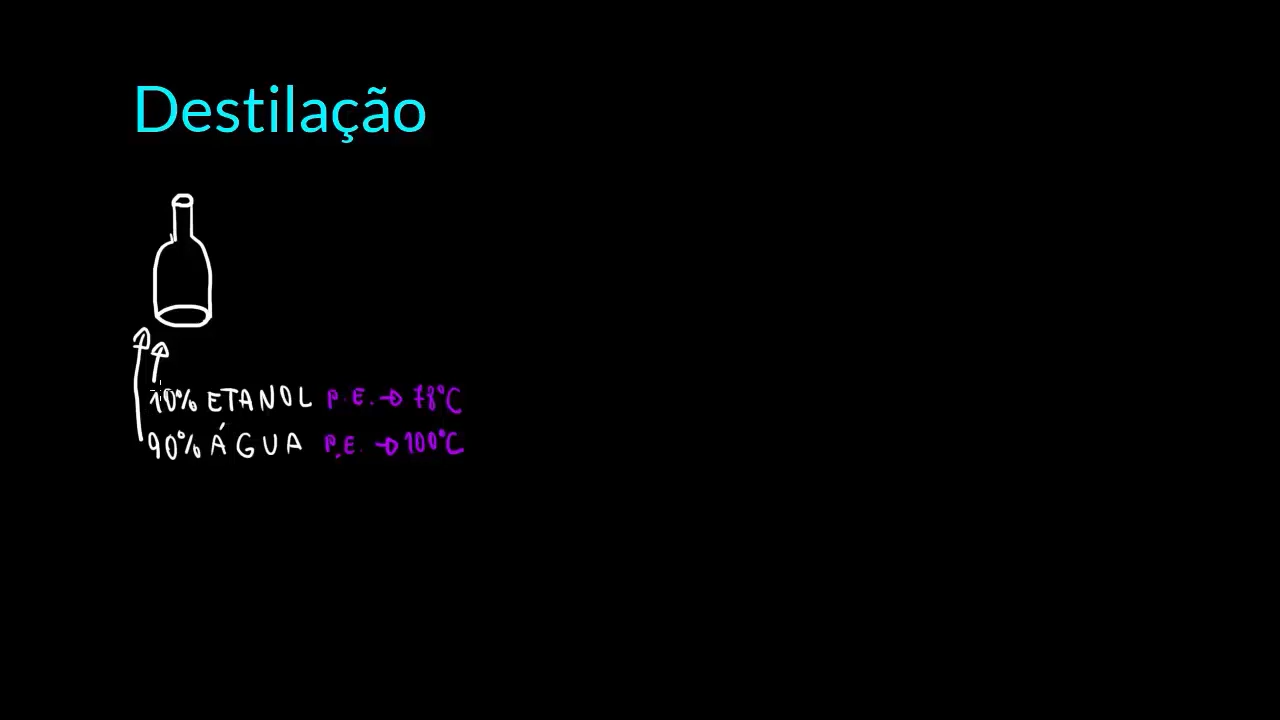 Destilação
10% ETANOL P.E. → 78°C
90% ÁGUA P.E. → 100°C